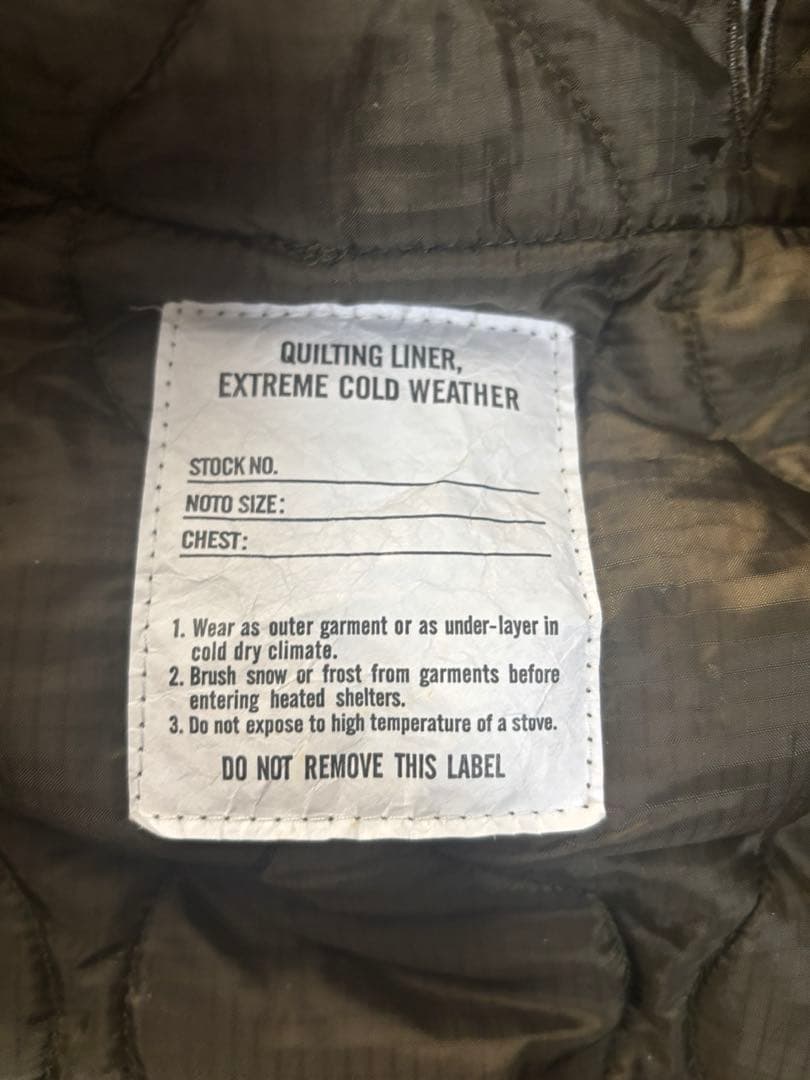 QUILTING LINER,
EXTREME COLD WEATHER
STOCK NO.
NOTO SIZE:
CHEST:
1. Wear as outer garment or as under-layer in
cold dry climate.
2. Brush snow or frost from garments before
entering heated shelters.
3. Do not expose to high temperature of a stove.
DO NOT REMOVE THIS LABEL